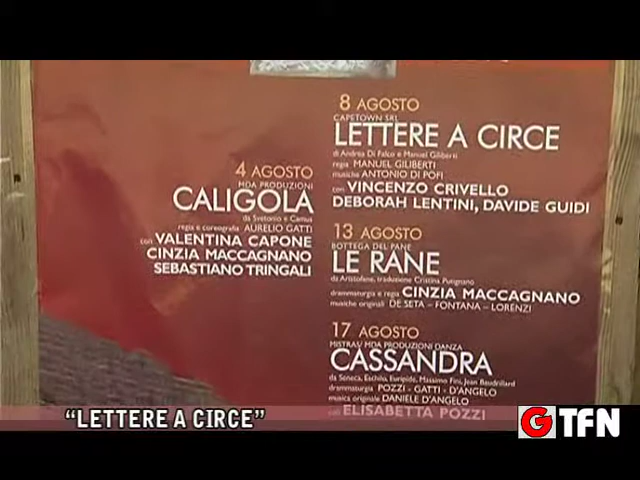 4 AGOSTO
MDA PRODUZIONI
CALIGOLA
da Svetonio e Camus
regia e coreografia AURELIO GATTI
con VALENTINA CAPONE
CINZIA MACCAGNANO
SEBASTIANO TRINGALI
8 AGOSTO
CAPETOWN SRL
LETTERE A CIRCE
di Andrea Di Falco e Manuel Giliberti
regia MANUEL GILIBERTI
musiche ANTONIO DI POFI
con VINCENZO CRIVELLO
DEBORAH LENTINI, DAVIDE GUIDI
13 AGOSTO
BOTTEGA DEL PANE
LE RANE
da Aristofane, traduzione Cristina Putignano
drammaturgia e regia CINZIA MACCAGNANO
musiche originali DE SETA – FONTANA – LORENZI
17 AGOSTO
MISTRAS/ MDA PRODUZIONI DANZA
CASSANDRA
da Seneca, Eschilo, Euripide, Massimo Fini, Jean Baudrillard
drammaturgia POZZI - GATTI - D'ANGELO
musica originale DANIELE D'ANGELO
con ELISABETTA POZZI
“LETTERE A CIRCE”
G TFN